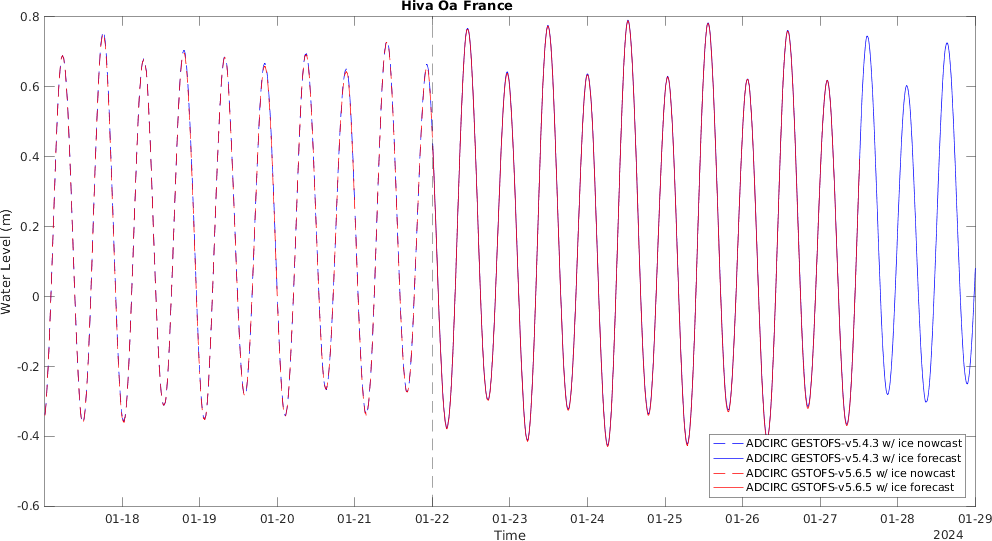 Hiva Oa France
Water Level (m)
0.8
0.6
0.4
0.2
0
-0.2
-0.4
-0.6
ADCIRC GESTOFS-v5.4.3 w/ ice nowcast
ADCIRC GESTOFS-v5.4.3 w/ ice forecast
ADCIRC GSTOFS-v5.6.5 w/ ice nowcast
ADCIRC GSTOFS-v5.6.5 w/ ice forecast
01-18 01-19 01-20 01-21 01-22 01-23 01-24 01-25 01-26 01-27 01-28 01-29
Time
2024